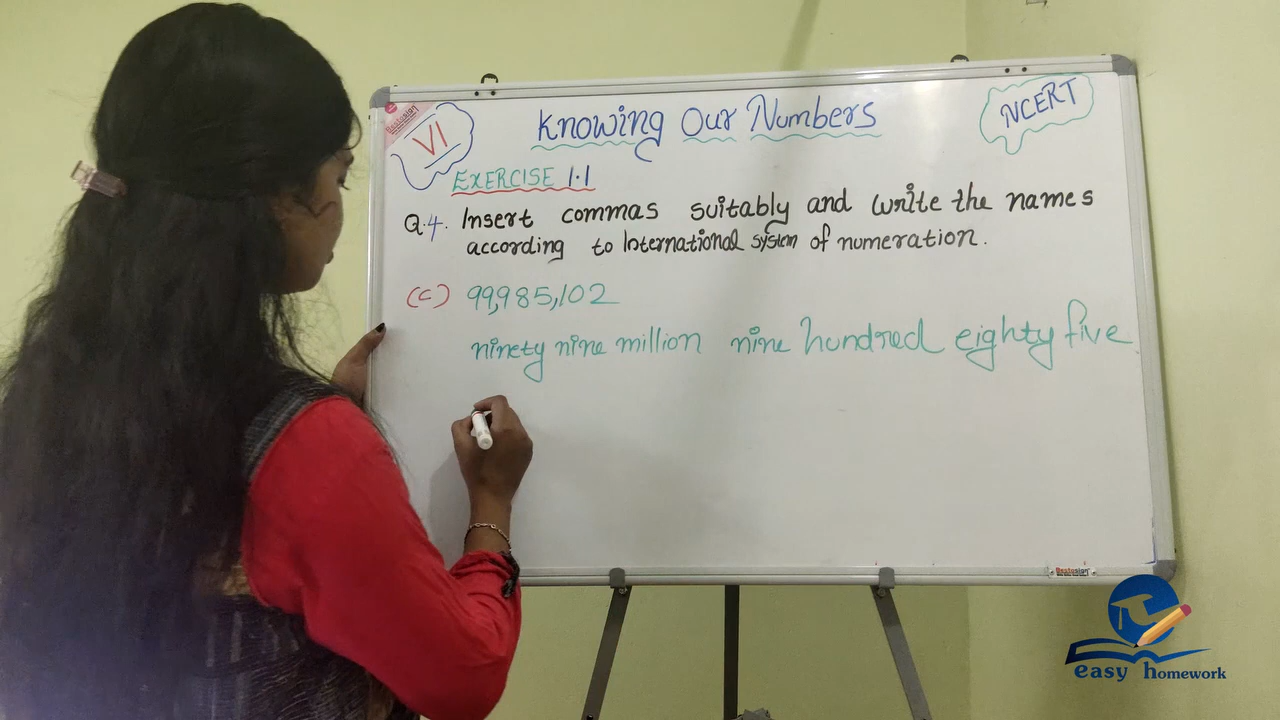 VI
Knowing Our Numbers
NCERT
EXERCISE 1.1
Q.4. Insert commas suitably and write the names
according to International system of numeration.
(c) 99,985,102
ninety nine million nine hundred eighty five
Bestosign
easy homework